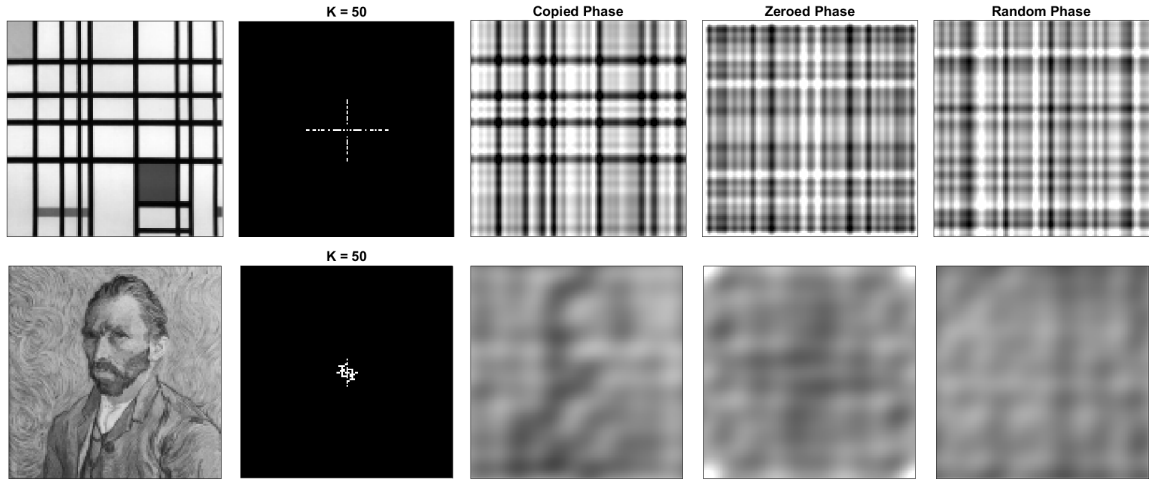 K = 50
Copied Phase
Zeroed Phase
Random Phase
K = 50